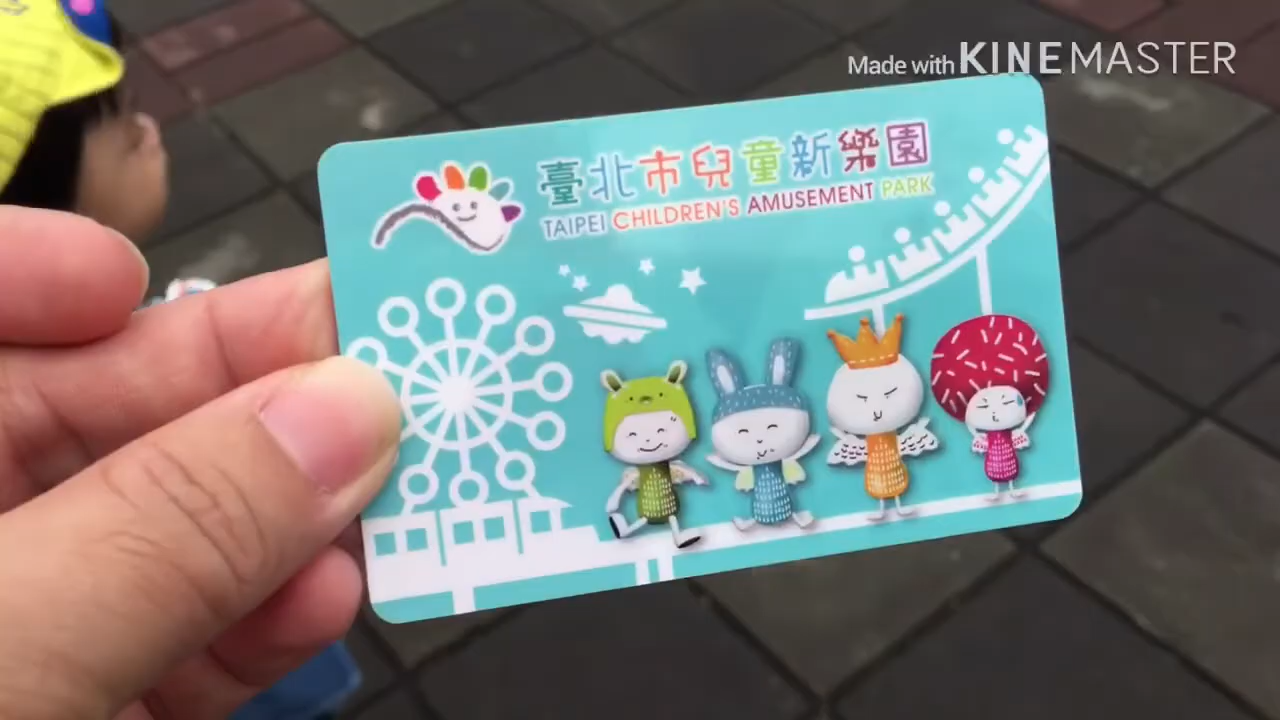 Made with KINEMASTER
臺北市兒童新樂園
TAIPEI CHILDREN'S AMUSEMENT PARK